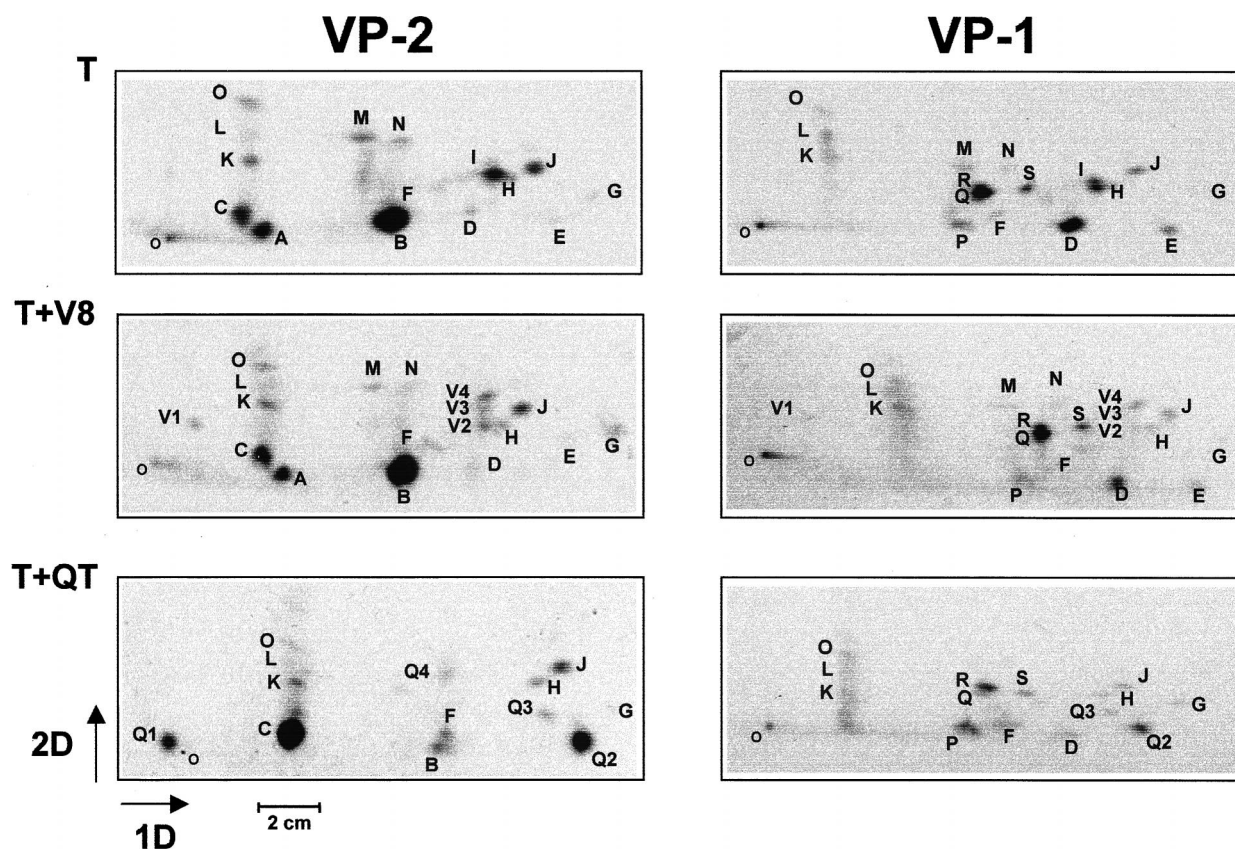 VP-2
VP-1
T
O
L
K
C
A
O
M
N
F
B
I
H
J
D
E
G
O
L
K
M
N
R
Q
S
P
F
I
H
J
D
E
G
O
T+V8
O
L
K
V1
C
A
O
M
N
F
B
V4
V3
V2
J
H
D
E
G
V1
O
O
L
K
M
N
R
Q
S
F
P
V4
V3
V2
J
H
D
E
G
T+QT
O
L
K
C
Q1
O
Q4
F
B
Q3
H
J
G
Q2
O
L
K
O
R
Q
S
P
F
Q3
J
H
D
G
Q2
2D
1D
2 cm